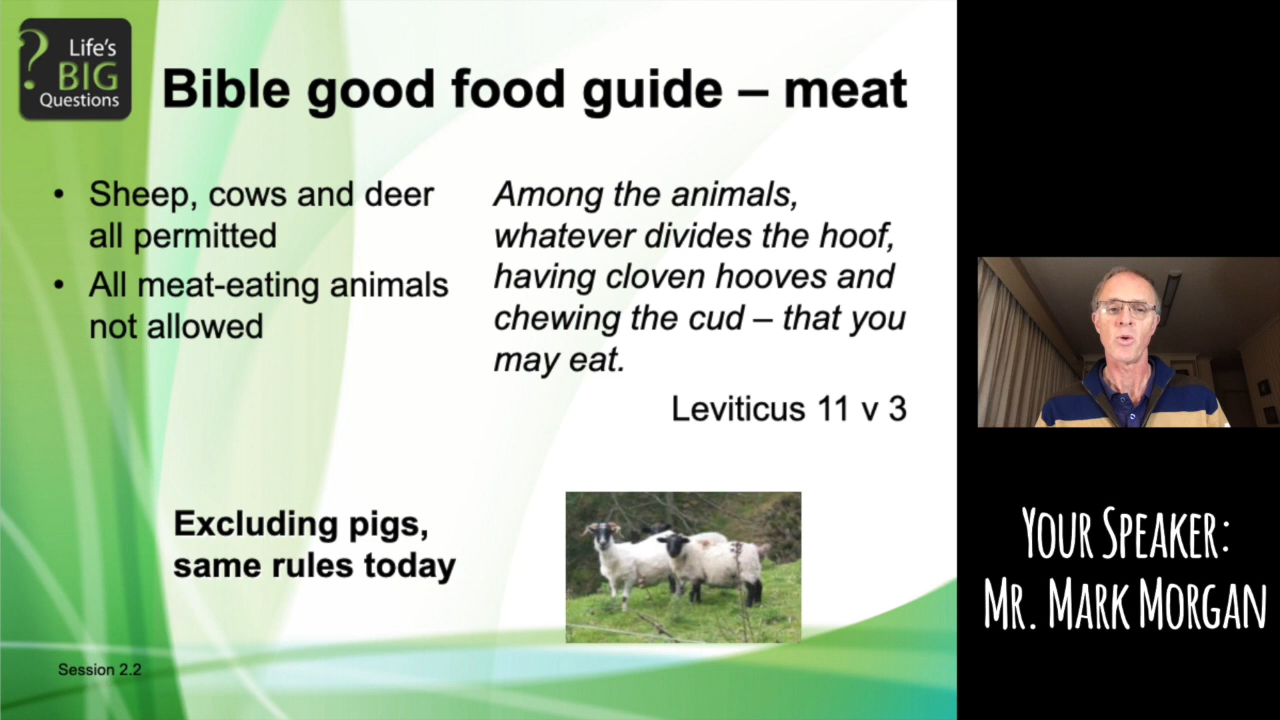 ?
Life's
BIG
Questions
Bible good food guide – meat
• Sheep, cows and deer
all permitted
• All meat-eating animals
not allowed
Among the animals,
whatever divides the hoof,
having cloven hooves and
chewing the cud – that you
may eat.
Leviticus 11 v 3
Excluding pigs,
same rules today
Session 2.2
Your Speaker:
Mr. Mark Morgan